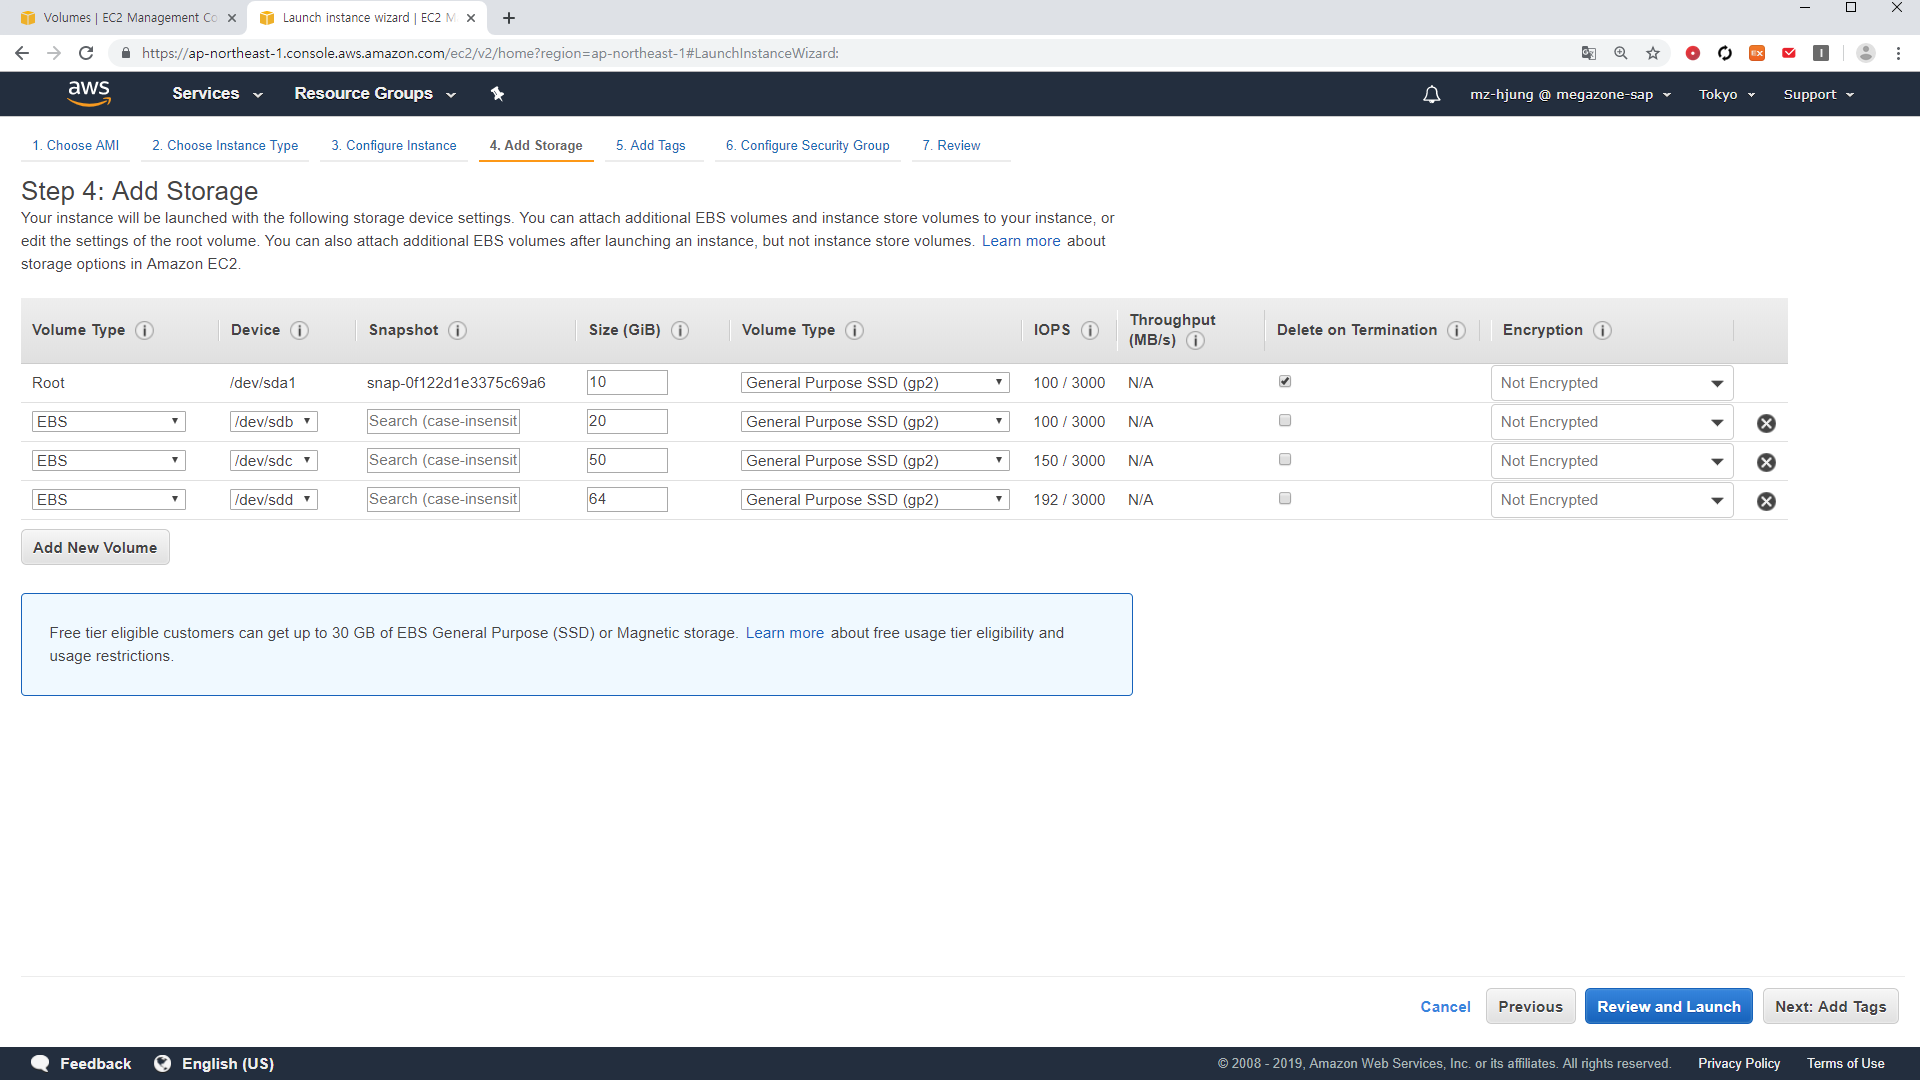 Volumes | EC2 Management Co
Launch instance wizard | EC2 M
https://ap-northeast-1.console.aws.amazon.com/ec2/v2/home?region=ap-northeast-1#LaunchInstanceWizard:
aws Services Resource Groups mz-hjung @ megazone-sap Tokyo Support
1. Choose AMI 2. Choose Instance Type 3. Configure Instance 4. Add Storage 5. Add Tags 6. Configure Security Group 7. Review
Step 4: Add Storage
Your instance will be launched with the following storage device settings. You can attach additional EBS volumes and instance store volumes to your instance, or
edit the settings of the root volume. You can also attach additional EBS volumes after launching an instance, but not instance store volumes. Learn more about
storage options in Amazon EC2.
Volume Type i Device i Snapshot i Size (GiB) i Volume Type i IOPS i Throughput (MB/s) i Delete on Termination i Encryption i
Root /dev/sda1 snap-0f122d1e3375c69a6 10 General Purpose SSD (gp2) 100 / 3000 N/A Not Encrypted
EBS /dev/sdb Search (case-insensit 20 General Purpose SSD (gp2) 100 / 3000 N/A Not Encrypted
EBS /dev/sdc Search (case-insensit 50 General Purpose SSD (gp2) 150 / 3000 N/A Not Encrypted
EBS /dev/sdd Search (case-insensit 64 General Purpose SSD (gp2) 192 / 3000 N/A Not Encrypted
Add New Volume
Free tier eligible customers can get up to 30 GB of EBS General Purpose (SSD) or Magnetic storage. Learn more about free usage tier eligibility and
usage restrictions.
Cancel Previous Review and Launch Next: Add Tags
Feedback English (US) © 2008 - 2019, Amazon Web Services, Inc. or its affiliates. All rights reserved. Privacy Policy Terms of Use